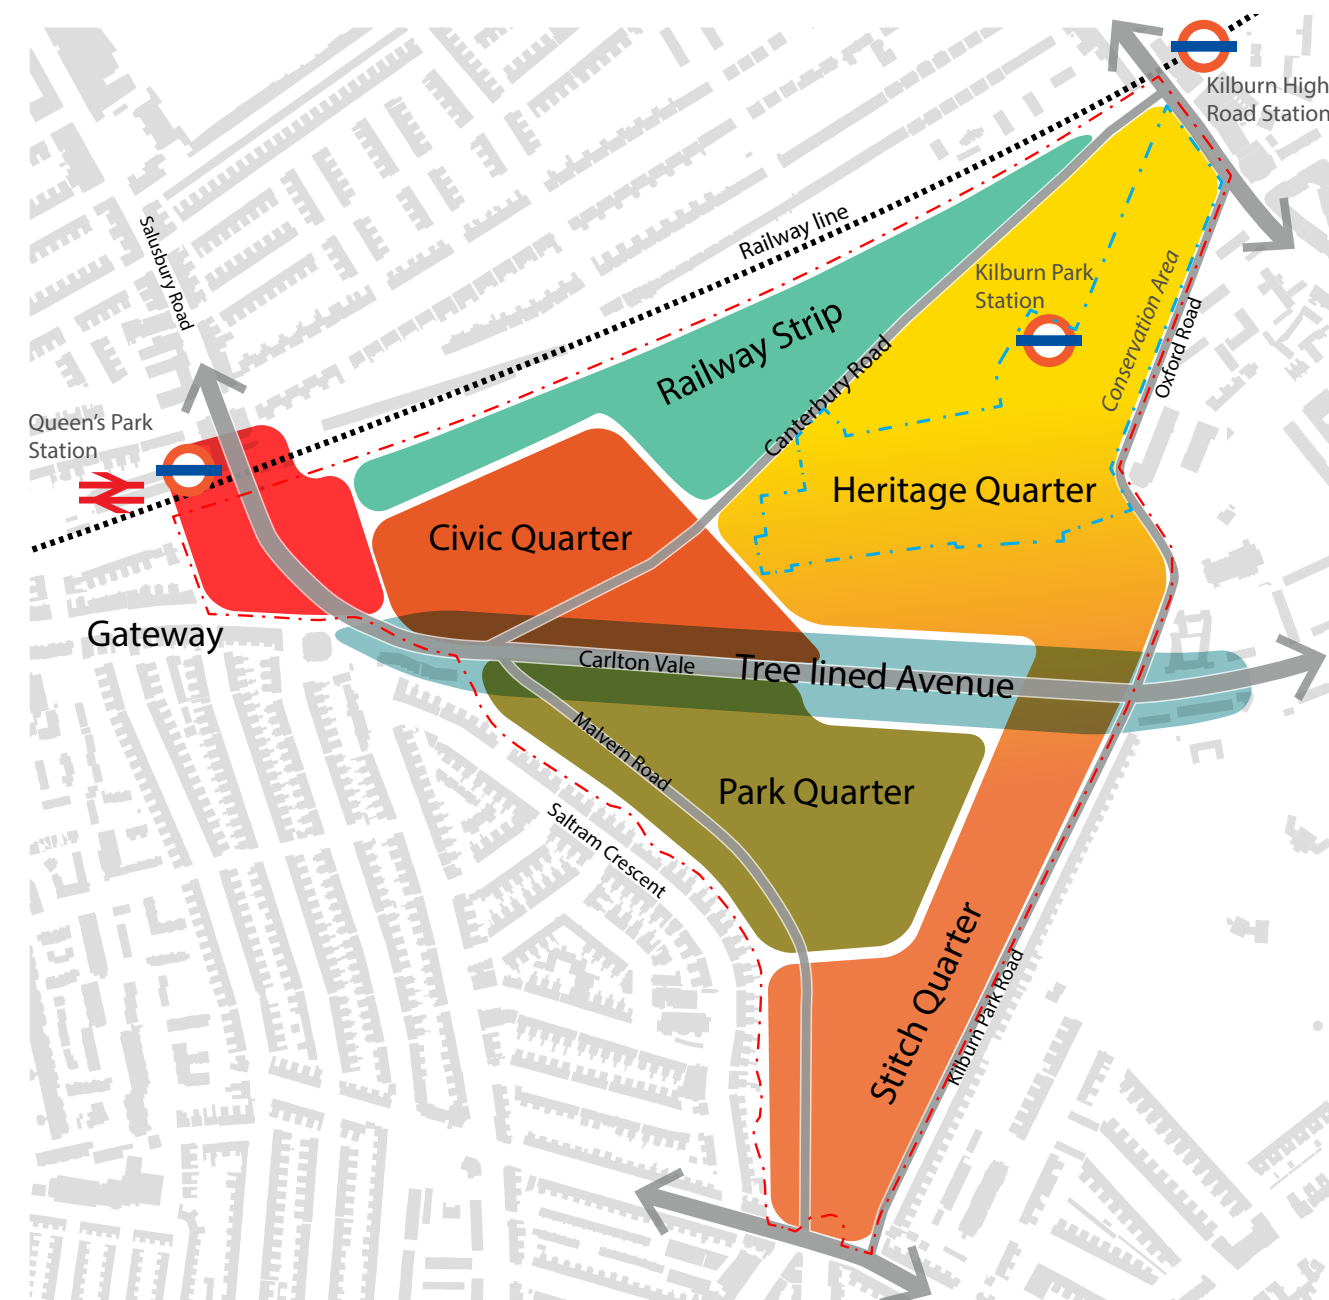 Kilburn High
Road Station
Salusbury Road
Railway line
Kilburn Park
Station
Conservation Area
Oxford Road
Railway Strip
Canterbury Road
Queen's Park
Station
Heritage Quarter
Civic Quarter
Gateway
Carlton Vale
Tree lined Avenue
Malvern Road
Park Quarter
Saltram Crescent
Stitch Quarter
Kilburn Park Road